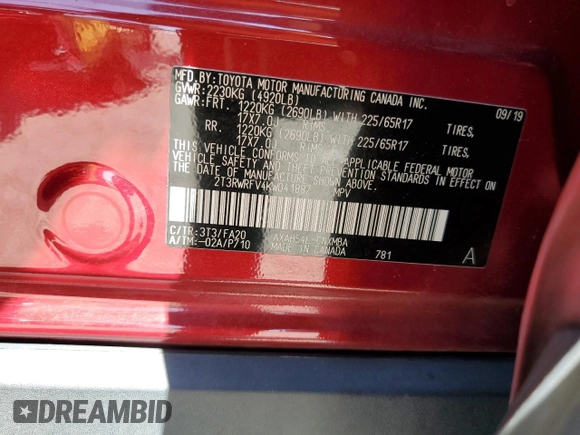 MFD.BY:TOYOTA MOTOR MANUFACTURING CANADA INC.
GVWR:2230KG (4920LB) 09/19
GAWR:FRT. 1220KG (2690LB) WITH 225/65R17 TIRES,
17X7.0J RIMS,
RR. 1220KG (2690LB) WITH 225/65R17 TIRES,
17X7.0J RIMS,
THIS VEHICLE CONFORMS TO ALL APPLICABLE FEDERAL MOTOR
VEHICLE SAFETY AND THEFT PREVENTION STANDARDS IN
EFFECT ON THE DATE OF MANUFACTURE SHOWN ABOVE.
MPV
C/TR:3T3/FA20
A/TM:-02A/P710 MADE IN CANADA
781
A
DREAMBID